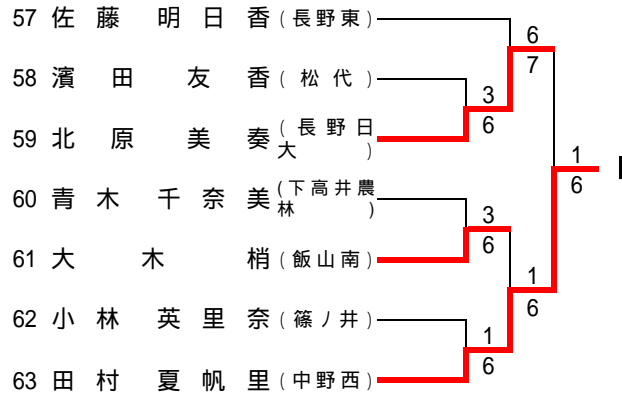 57 佐藤 明日香 (長野東)
6
7
58 濱田 友香 (松代)
3
6
59 北原 美奏 (長野日大)
1
6
60 青木 千奈美 (下高井農林)
3
6
61 大木 梢 (飯山南)
1
6
62 小林 英里奈 (篠ノ井)
1
6
63 田村 夏帆里 (中野西)